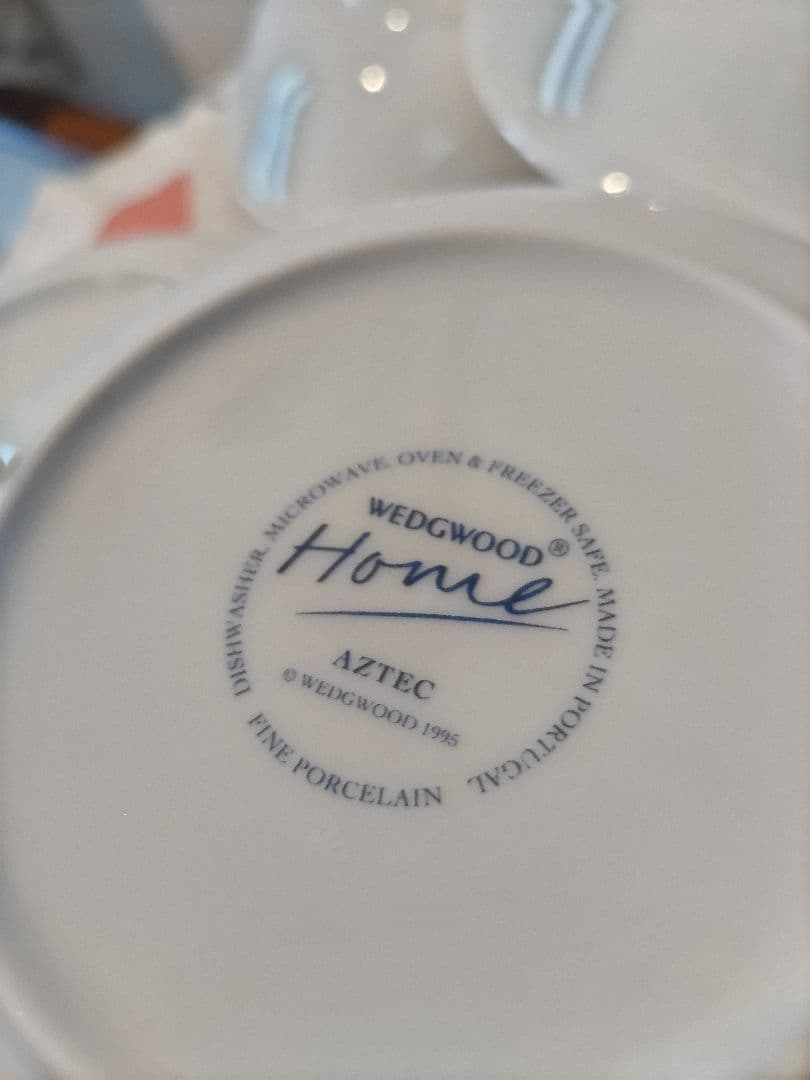 DISHWASHER, MICROWAVE, OVEN & FREEZER SAFE. MADE IN PORTUGAL
WEDGWOOD®
Home
AZTEC
© WEDGWOOD 1995
FINE PORCELAIN